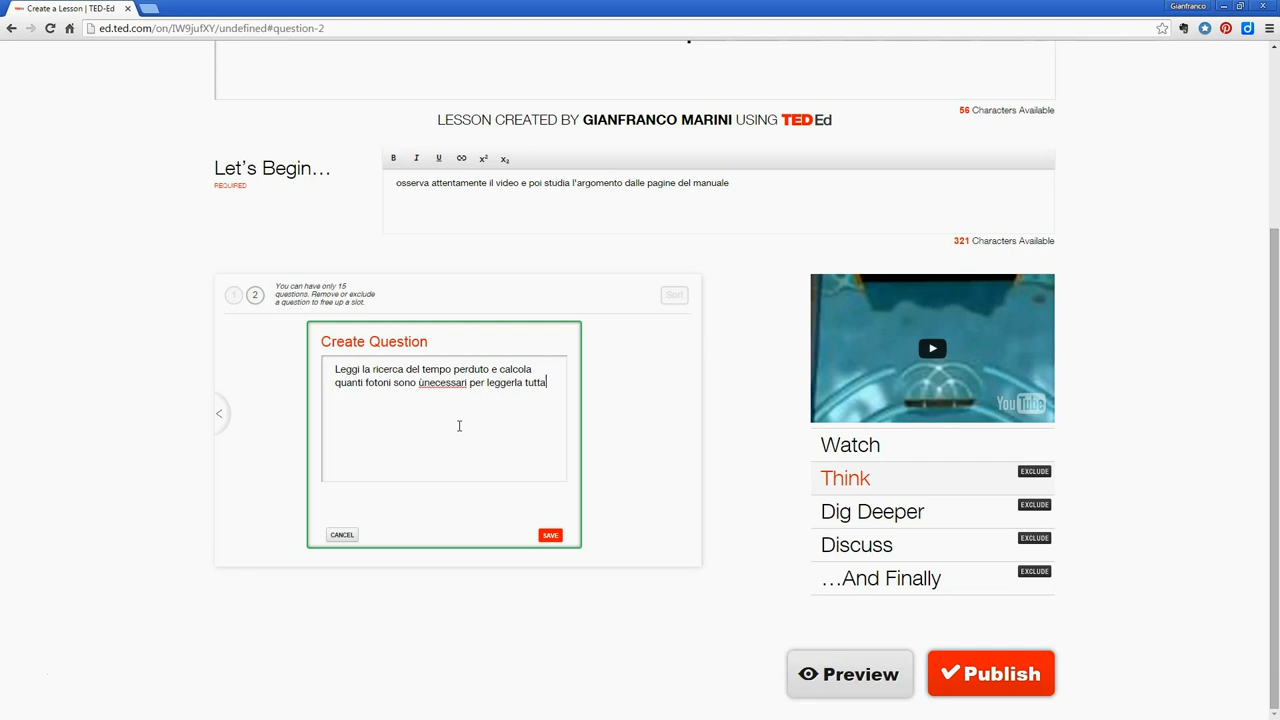 Create a Lesson | TED-Ed
Gianfranco
ed.ted.com/on/IW9jufXY/undefined#question-2
56 Characters Available
LESSON CREATED BY GIANFRANCO MARINI USING TED Ed
Let's Begin…
REQUIRED
B I U x² x₂
osserva attentamente il video e poi studia l'argomento dalle pagine del manuale
321 Characters Available
1 2
You can have only 15
questions. Remove or exclude
a question to free up a slot.
Sort
Create Question
Leggi la ricerca del tempo perduto e calcola
quanti fotoni sono ùnecessari per leggerla tutta
CANCEL
SAVE
YouTube
Watch
Think
EXCLUDE
Dig Deeper
EXCLUDE
Discuss
EXCLUDE
…And Finally
EXCLUDE
Preview
Publish